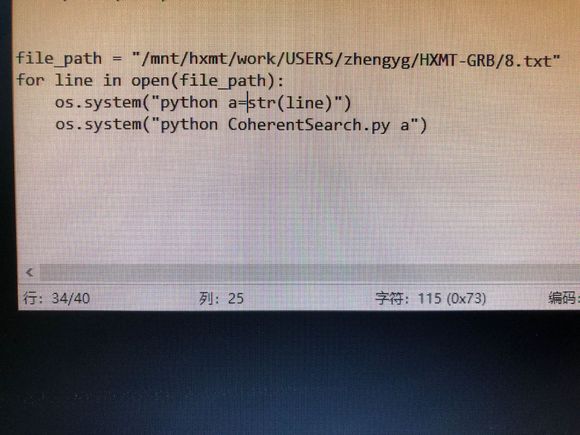 file_path = "/mnt/hxmt/work/USERS/zhengyg/HXMT-GRB/8.txt"
for line in open(file_path):
    os.system("python a=str(line)")
    os.system("python CoherentSearch.py a")
<
行: 34/40 列: 25 字符: 115 (0x73) 编码: